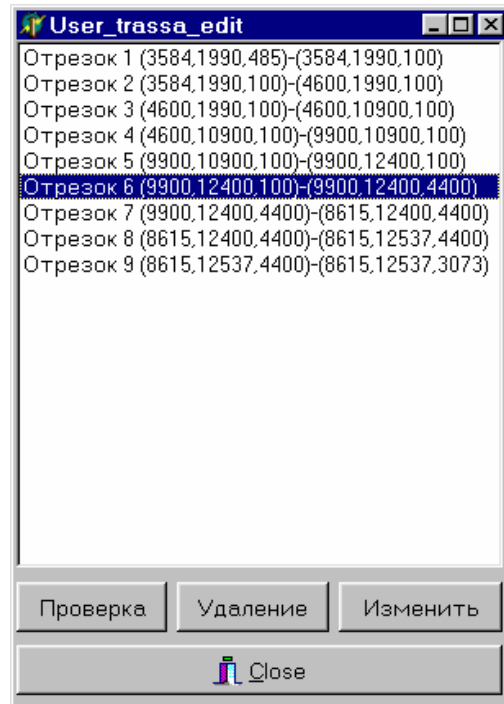 User_trassa_edit
Отрезок 1 (3584,1990,485)-(3584,1990,100)
Отрезок 2 (3584,1990,100)-(4600,1990,100)
Отрезок 3 (4600,1990,100)-(4600,10900,100)
Отрезок 4 (4600,10900,100)-(9900,10900,100)
Отрезок 5 (9900,10900,100)-(9900,12400,100)
Отрезок 6 (9900,12400,100)-(9900,12400,4400)
Отрезок 7 (9900,12400,4400)-(8615,12400,4400)
Отрезок 8 (8615,12400,4400)-(8615,12537,4400)
Отрезок 9 (8615,12537,4400)-(8615,12537,3073)
Проверка Удаление Изменить
Close